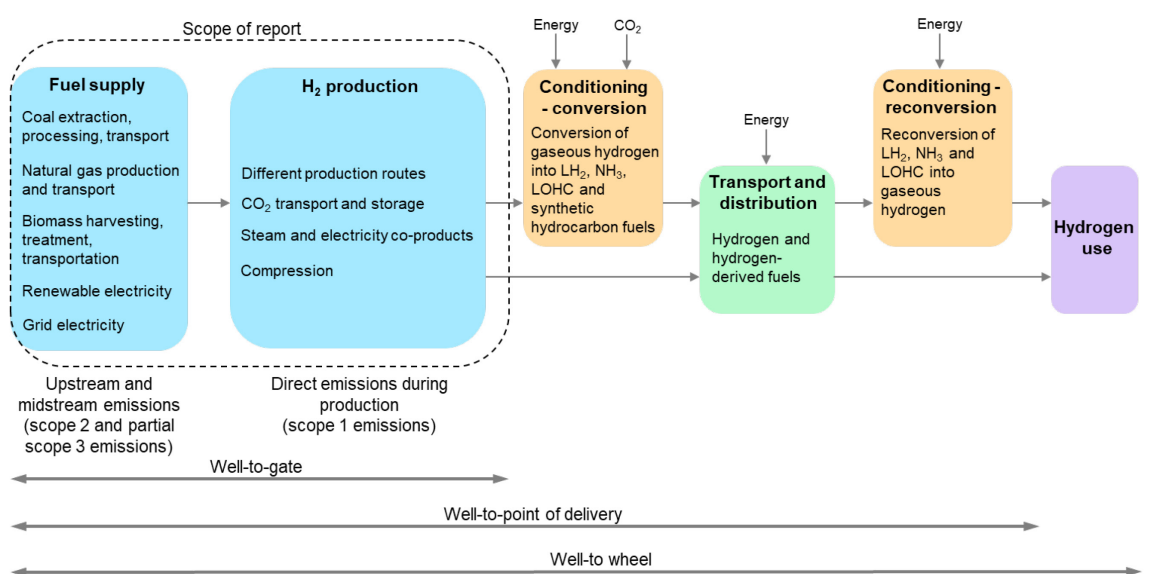 Scope of report
Fuel supply
Coal extraction,
processing, transport
Natural gas production
and transport
Biomass harvesting,
treatment,
transportation
Renewable electricity
Grid electricity
H₂ production
Different production routes
CO₂ transport and storage
Steam and electricity co-products
Compression
Energy
CO₂
Conditioning
- conversion
Conversion of
gaseous hydrogen
into LH₂, NH₃,
LOHC and
synthetic
hydrocarbon fuels
Energy
Transport and
distribution
Hydrogen and
hydrogen-
derived fuels
Energy
Conditioning -
reconversion
Reconversion of
LH₂, NH₃ and
LOHC into
gaseous
hydrogen
Hydrogen
use
Upstream and
midstream emissions
(scope 2 and partial
scope 3 emissions)
Direct emissions during
production
(scope 1 emissions)
Well-to-gate
Well-to-point of delivery
Well-to wheel